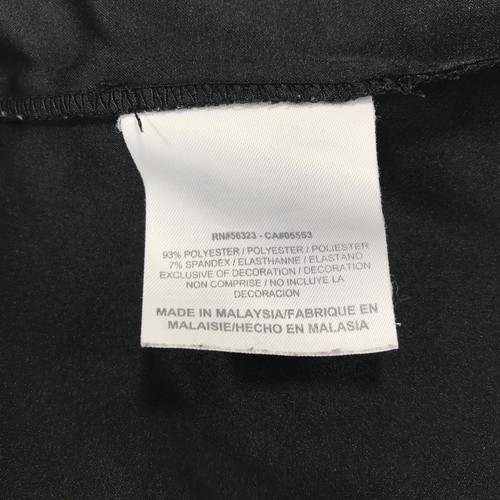 RN#56323 - CA#05553
93% POLYESTER / POLYESTER / POLIESTER
7% SPANDEX / ELASTHANNE / ELASTANO
EXCLUSIVE OF DECORATION / DECORATION
NON COMPRISE / NO INCLUYE LA
DECORACION
MADE IN MALAYSIA/FABRIQUE EN
MALAISIE/HECHO EN MALASIA